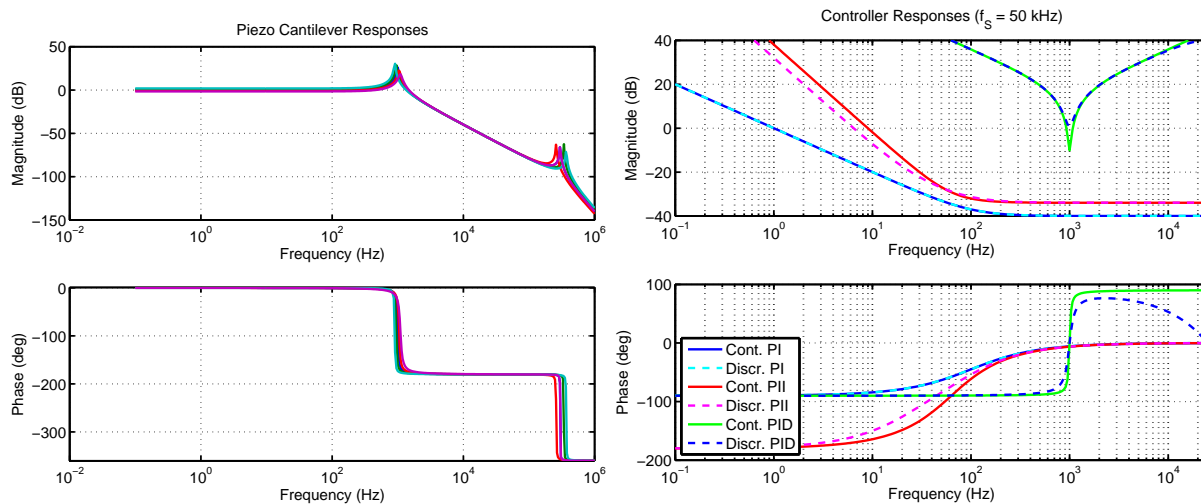 Piezo Cantilever Responses
50
0
−50
−100
−150
Magnitude (dB)
10^−2
10^0
10^2
10^4
10^6
Frequency (Hz)
0
−100
−200
−300
Phase (deg)
10^−2
10^0
10^2
10^4
10^6
Frequency (Hz)
Controller Responses (f_S = 50 kHz)
40
20
0
−20
−40
Magnitude (dB)
10^−1
10^0
10^1
10^2
10^3
10^4
Frequency (Hz)
100
0
−100
−200
Phase (deg)
Cont. PI
Discr. PI
Cont. PII
Discr. PII
Cont. PID
Discr. PID
10^−1
10^0
10^1
10^2
10^3
10^4
Frequency (Hz)